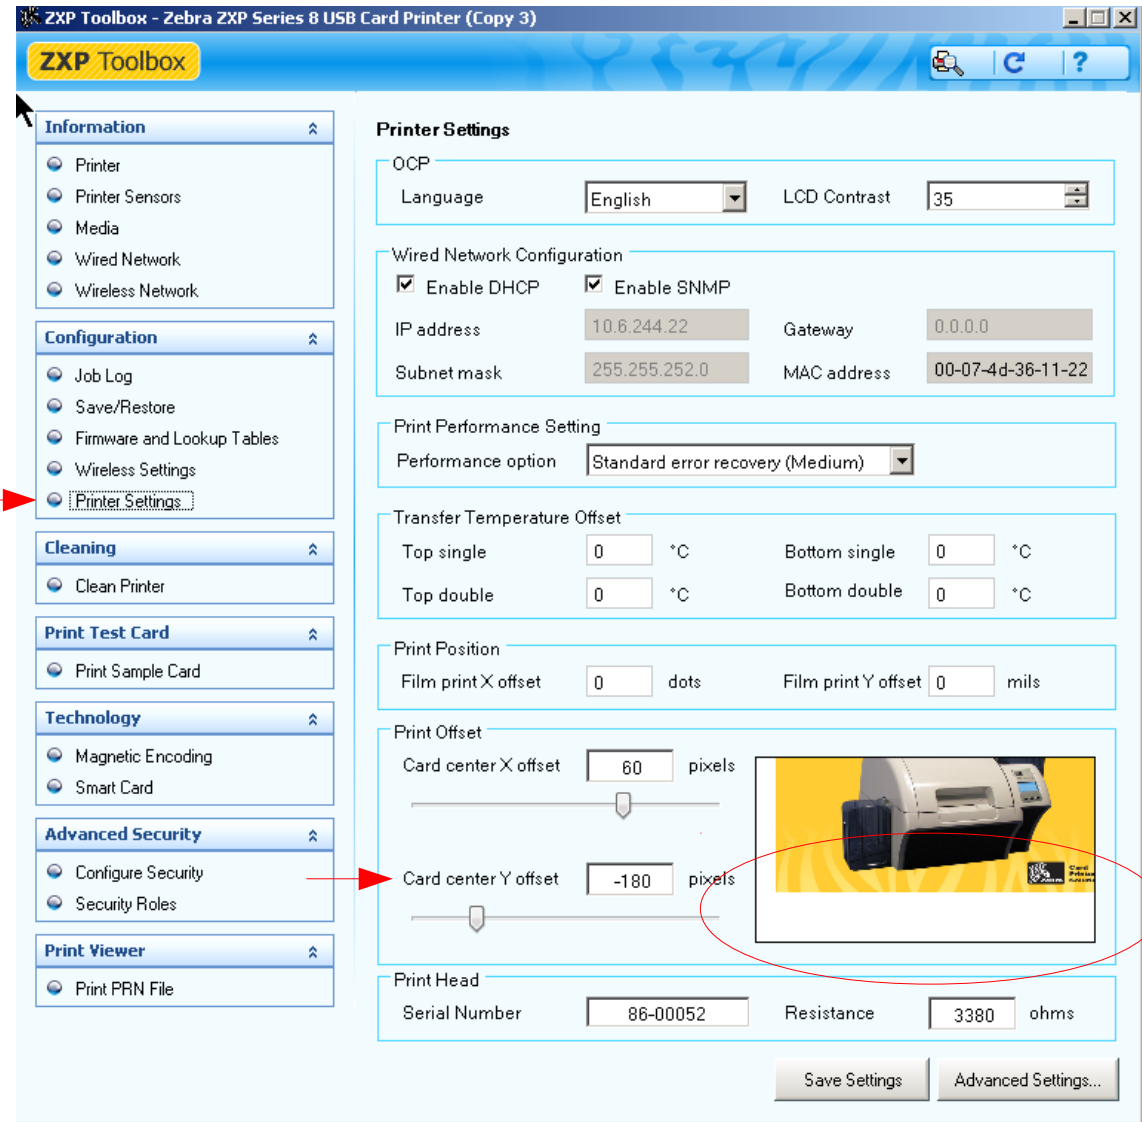 ZXP Toolbox - Zebra ZXP Series 8 USB Card Printer (Copy 3)
ZXP Toolbox
?
Information
Printer
Printer Sensors
Media
Wired Network
Wireless Network
Configuration
Job Log
Save/Restore
Firmware and Lookup Tables
Wireless Settings
Printer Settings
Cleaning
Clean Printer
Print Test Card
Print Sample Card
Technology
Magnetic Encoding
Smart Card
Advanced Security
Configure Security
Security Roles
Print Viewer
Print PRN File
Printer Settings
OCP
Language English LCD Contrast 35
Wired Network Configuration
Enable DHCP Enable SNMP
IP address 10.6.244.22 Gateway 0.0.0.0
Subnet mask 255.255.252.0 MAC address 00-07-4d-36-11-22
Print Performance Setting
Performance option Standard error recovery (Medium)
Transfer Temperature Offset
Top single 0 °C Bottom single 0 °C
Top double 0 °C Bottom double 0 °C
Print Position
Film print X offset 0 dots Film print Y offset 0 mils
Print Offset
Card center X offset 60 pixels
Card center Y offset -180 pixels
Card
Print Head
Serial Number 86-00052 Resistance 3380 ohms
Save Settings Advanced Settings...